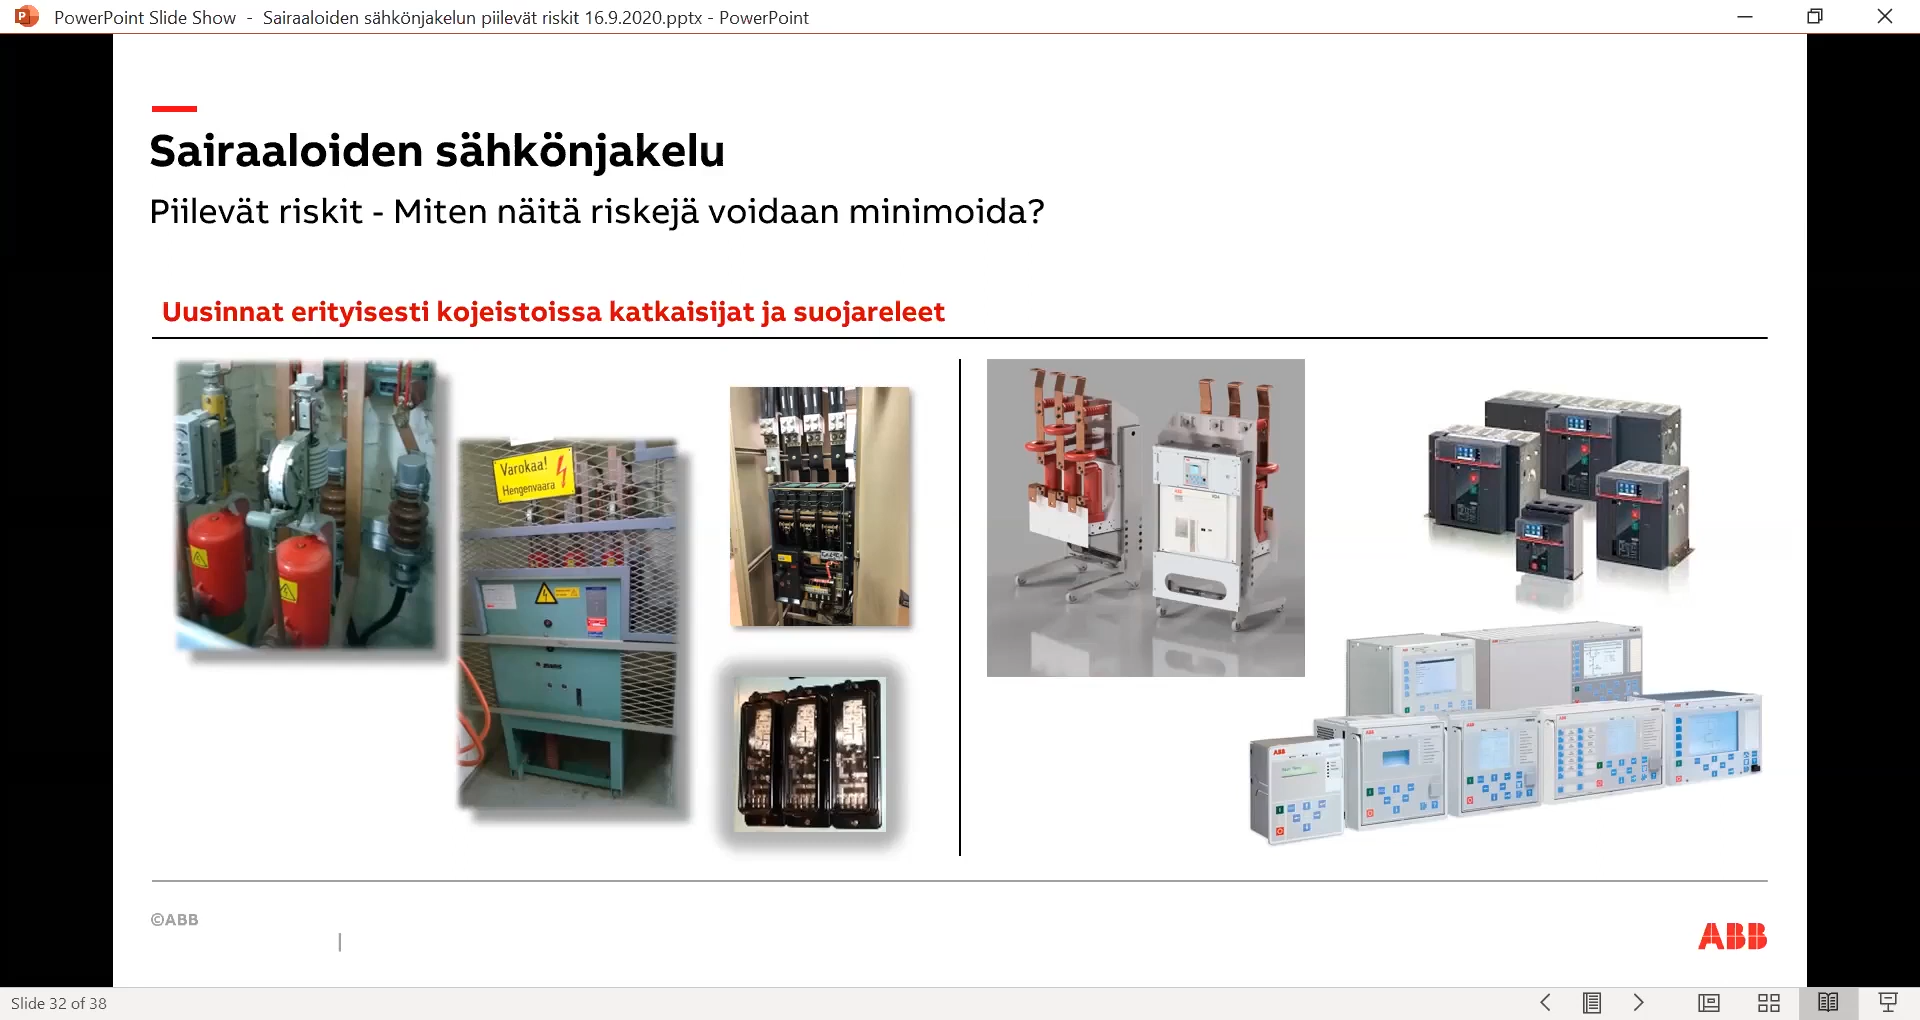 PowerPoint Slide Show - Sairaaloiden sähkönjakelun piilevät riskit 16.9.2020.pptx - PowerPoint
Sairaaloiden sähkönjakelu
Piilevät riskit - Miten näitä riskejä voidaan minimoida?
Uusinnat erityisesti kojeistoissa katkaisijat ja suojareleet
Varokaa!
Hengenvaara
©ABB
|
ABB
Slide 32 of 38